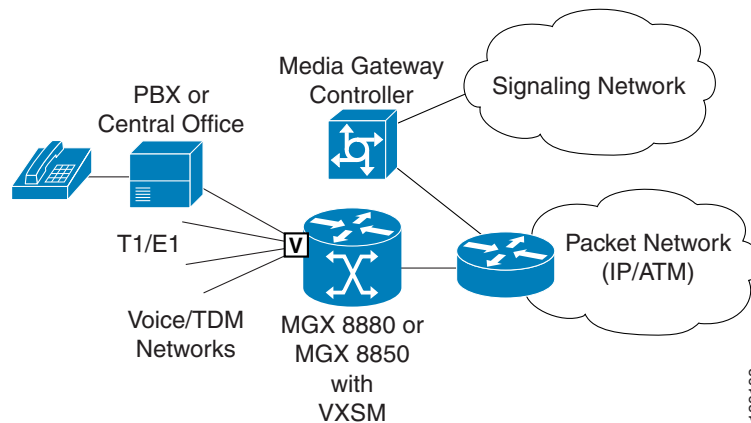 Media Gateway
Controller
Signaling Network
PBX or
Central Office
T1/E1
V
Packet Network
(IP/ATM)
Voice/TDM
Networks
MGX 8880 or
MGX 8850
with
VXSM